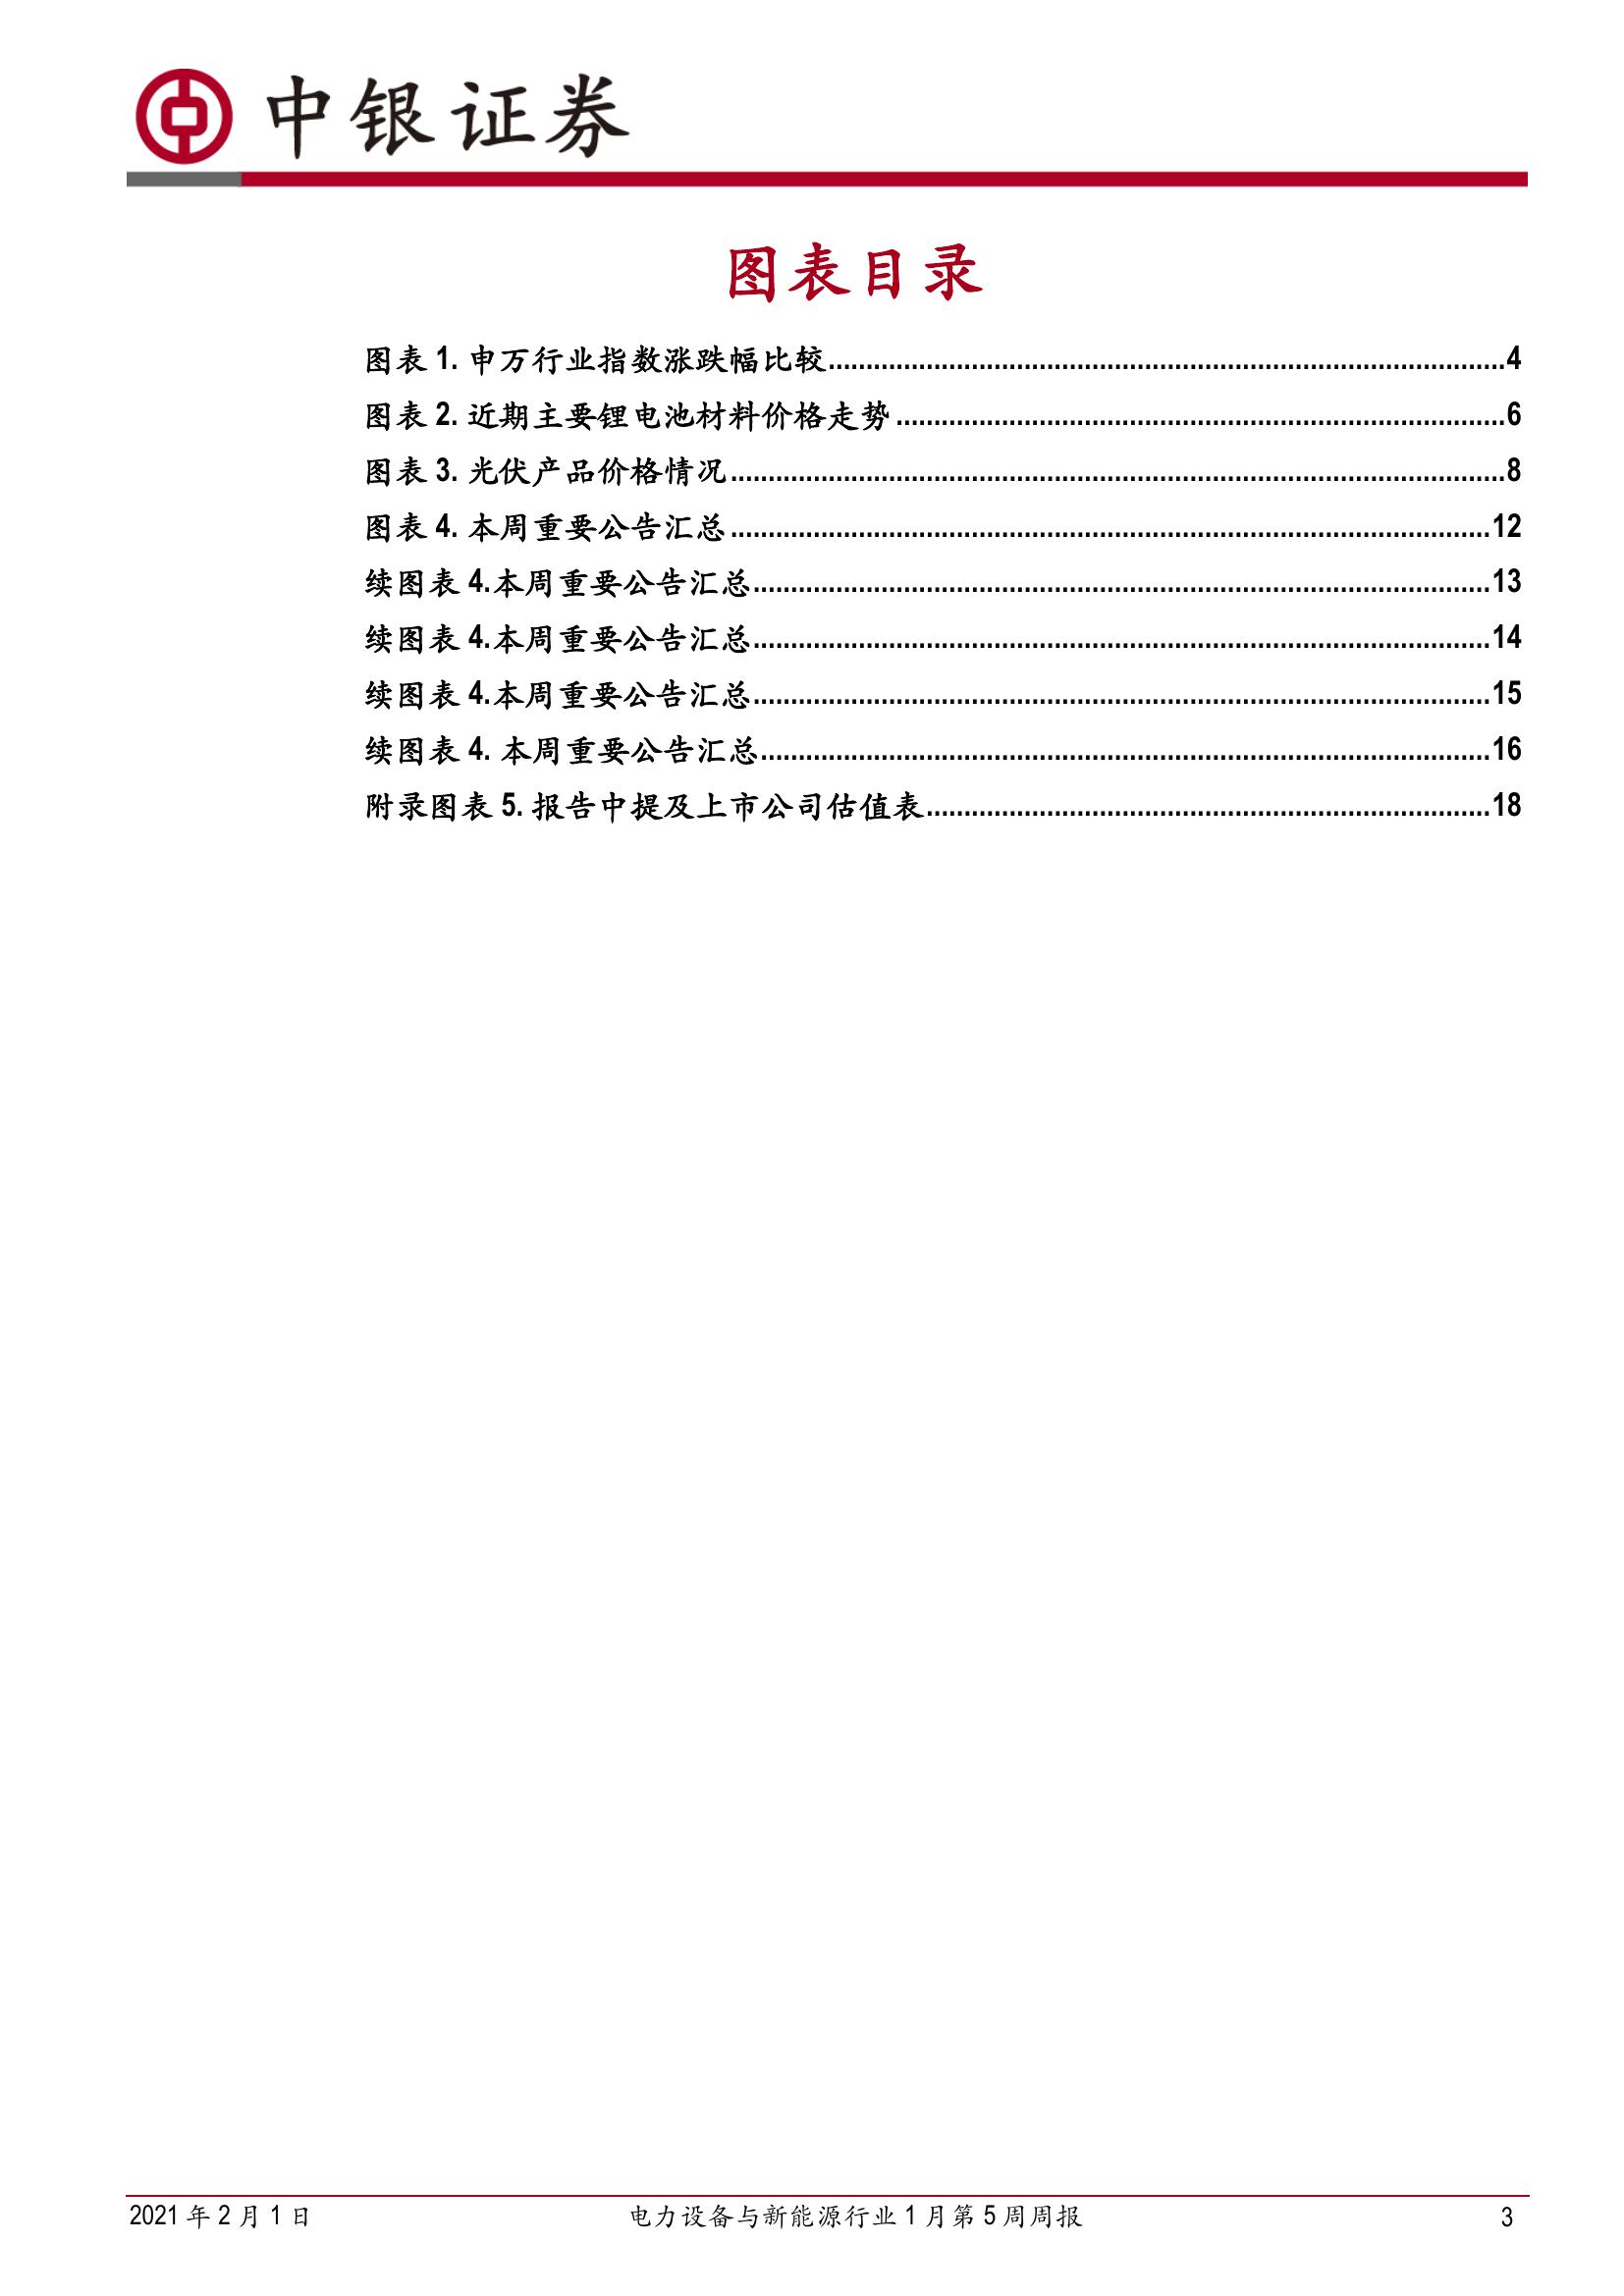 中银证券
图表目录
图表 1. 申万行业指数涨跌幅比较..........................................................................................4
图表 2. 近期主要锂电池材料价格走势.................................................................................6
图表 3. 光伏产品价格情况.......................................................................................................8
图表 4. 本周重要公告汇总.....................................................................................................12
续图表 4.本周重要公告汇总..................................................................................................13
续图表 4.本周重要公告汇总..................................................................................................14
续图表 4.本周重要公告汇总..................................................................................................15
续图表 4. 本周重要公告汇总.................................................................................................16
附录图表 5. 报告中提及上市公司估值表...........................................................................18
2021 年 2 月 1 日 电力设备与新能源行业 1 月第 5 周周报 3